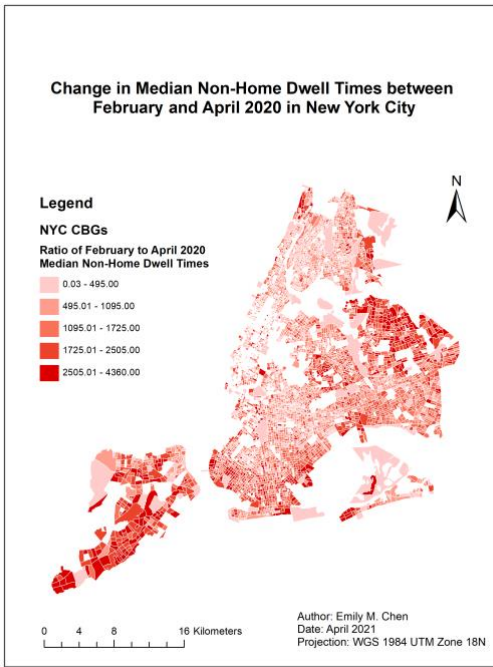 Change in Median Non-Home Dwell Times between
February and April 2020 in New York City
N
Legend
NYC CBGs
Ratio of February to April 2020
Median Non-Home Dwell Times
0.03 - 495.00
495.01 - 1095.00
1095.01 - 1725.00
1725.01 - 2505.00
2505.01 - 4360.00
0 4 8 16 Kilometers
Author: Emily M. Chen
Date: April 2021
Projection: WGS 1984 UTM Zone 18N